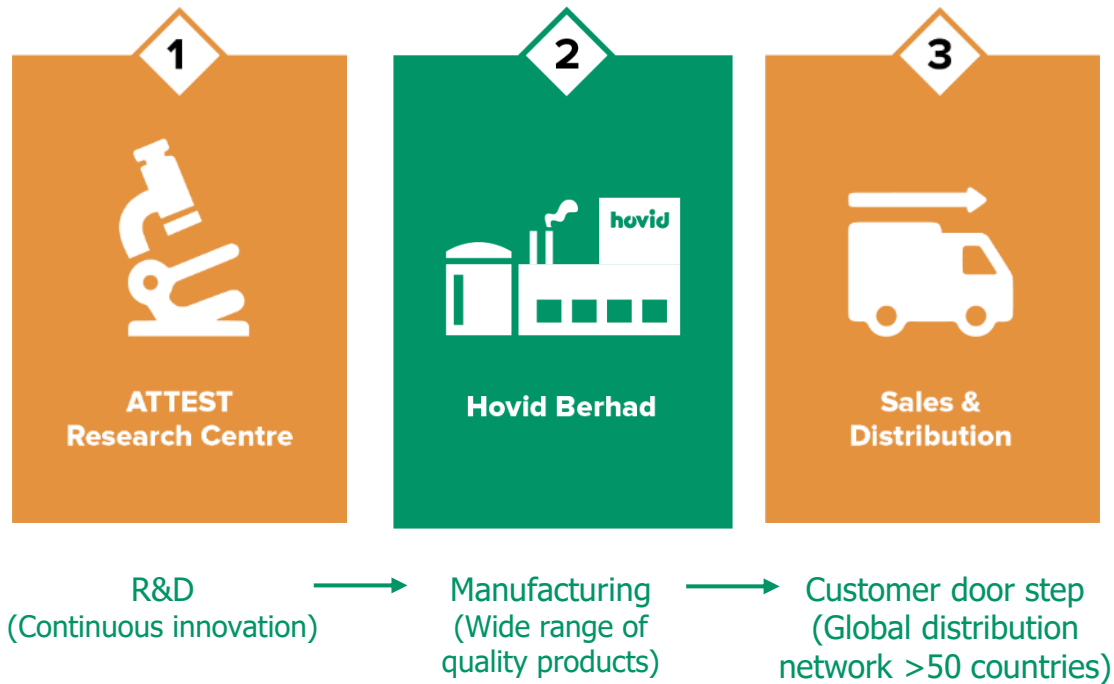 1
2
3
hovid
ATTEST
Research Centre
Hovid Berhad
Sales &
Distribution
R&D
(Continuous innovation)
Manufacturing
(Wide range of
quality products)
Customer door step
(Global distribution
network >50 countries)